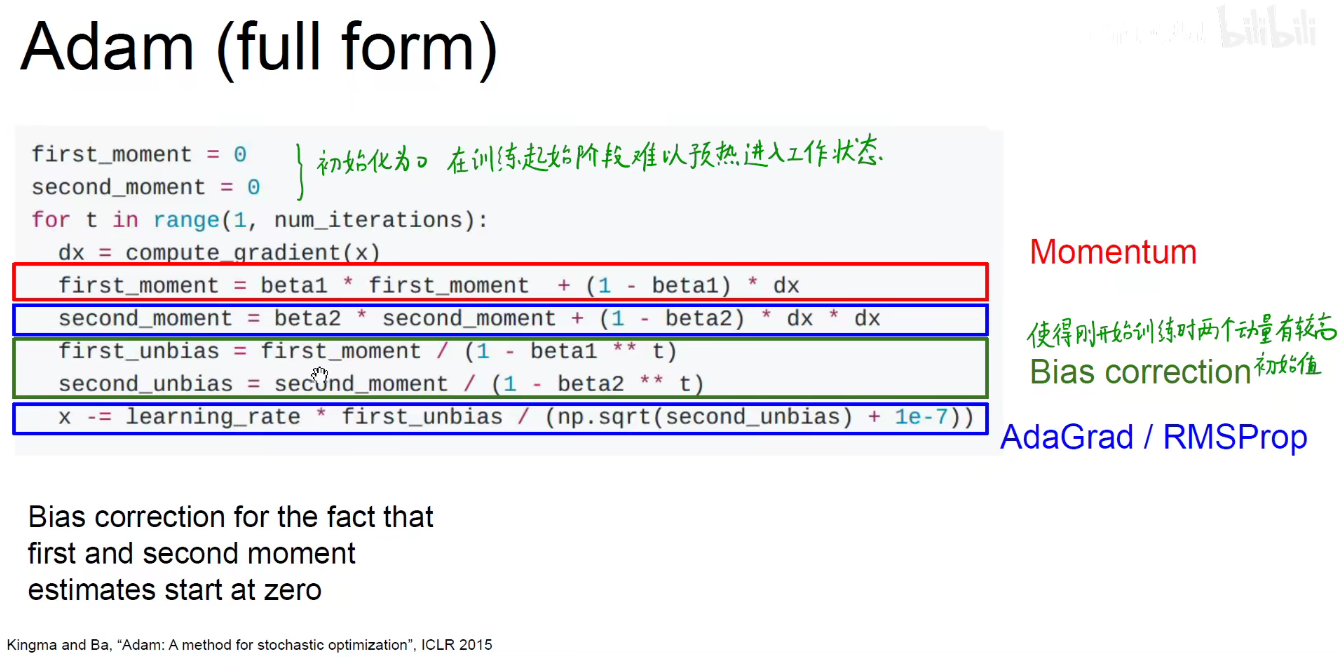 Adam (full form)
bilibili
first_moment = 0
second_moment = 0
初始化为0 在训练起始阶段难以预热进入工作状态.
for t in range(1, num_iterations):
dx = compute_gradient(x)
first_moment = beta1 * first_moment + (1 - beta1) * dx
Momentum
second_moment = beta2 * second_moment + (1 - beta2) * dx * dx
first_unbias = first_moment / (1 - beta1 ** t)
second_unbias = second_moment / (1 - beta2 ** t)
使得刚开始训练时两个动量有较高
Bias correction 初始值
x -= learning_rate * first_unbias / (np.sqrt(second_unbias) + 1e-7))
AdaGrad / RMSProp
Bias correction for the fact that
first and second moment
estimates start at zero
Kingma and Ba, “Adam: A method for stochastic optimization”, ICLR 2015